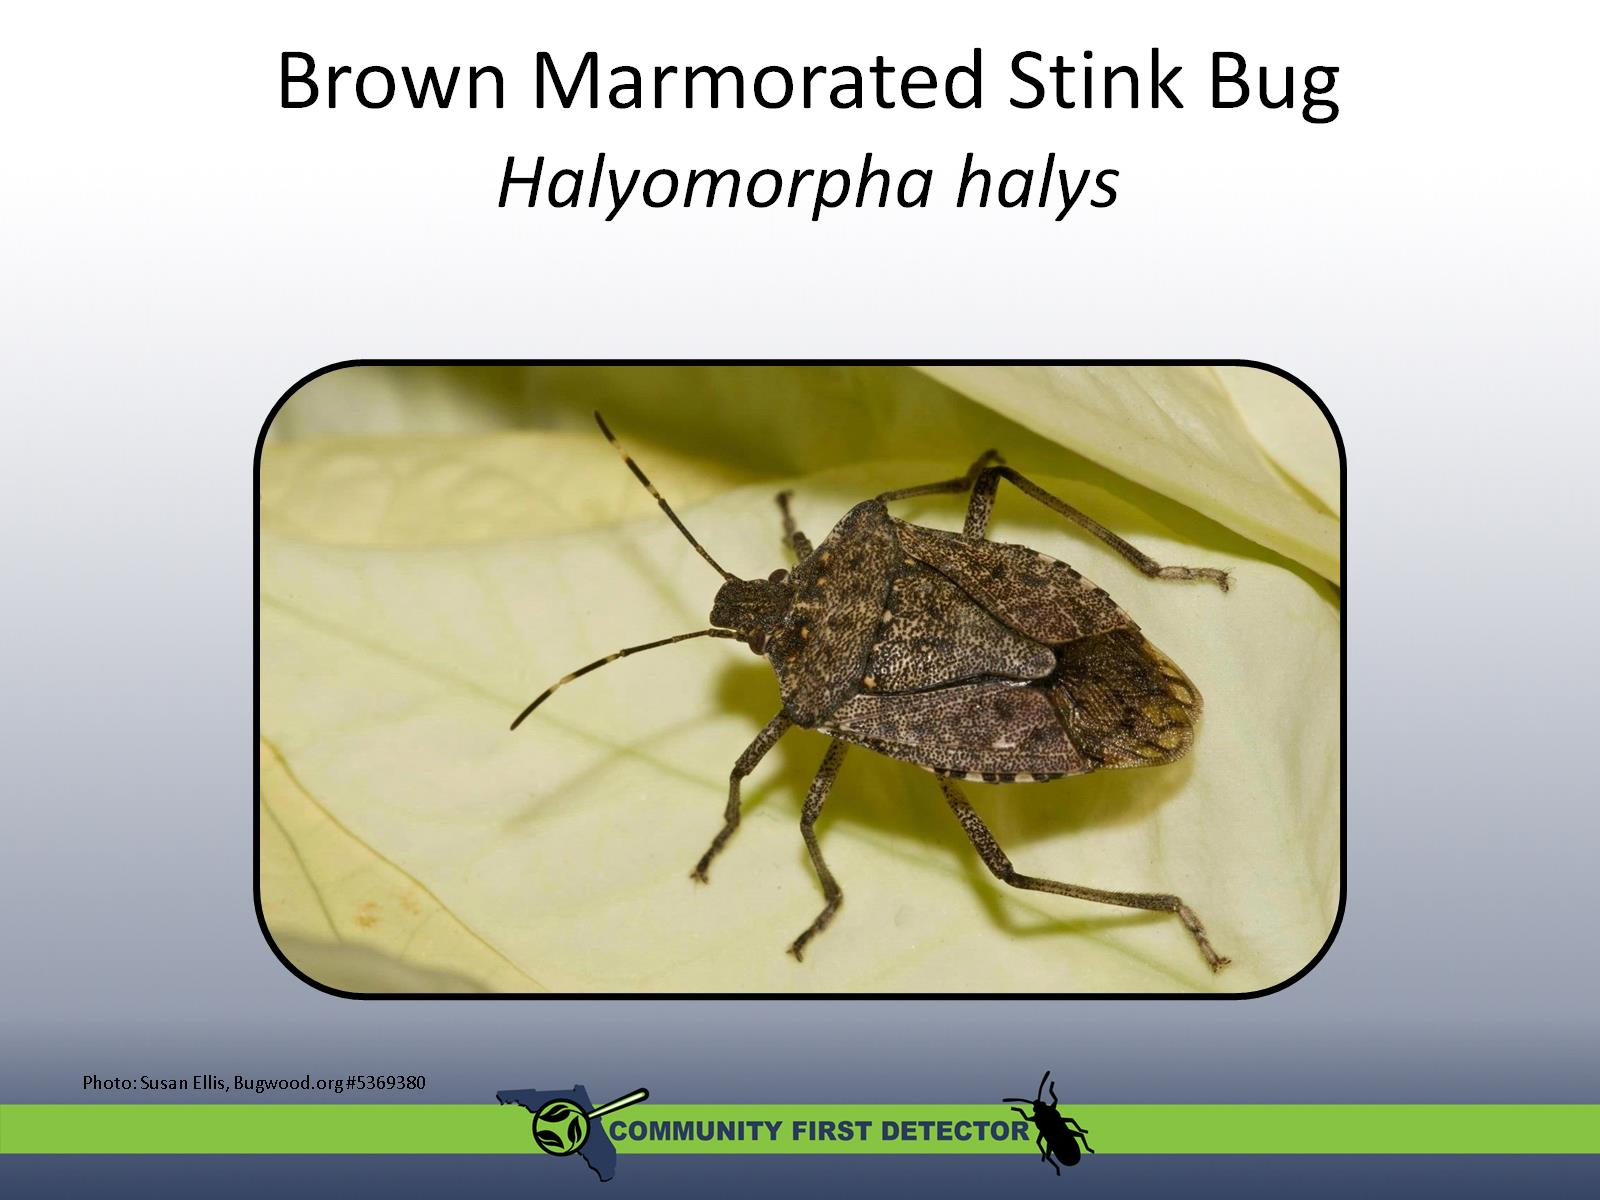 Brown Marmorated Stink Bug
Halyomorpha halys
Photo: Susan Ellis, Bugwood.org #5369380
COMMUNITY FIRST DETECTOR